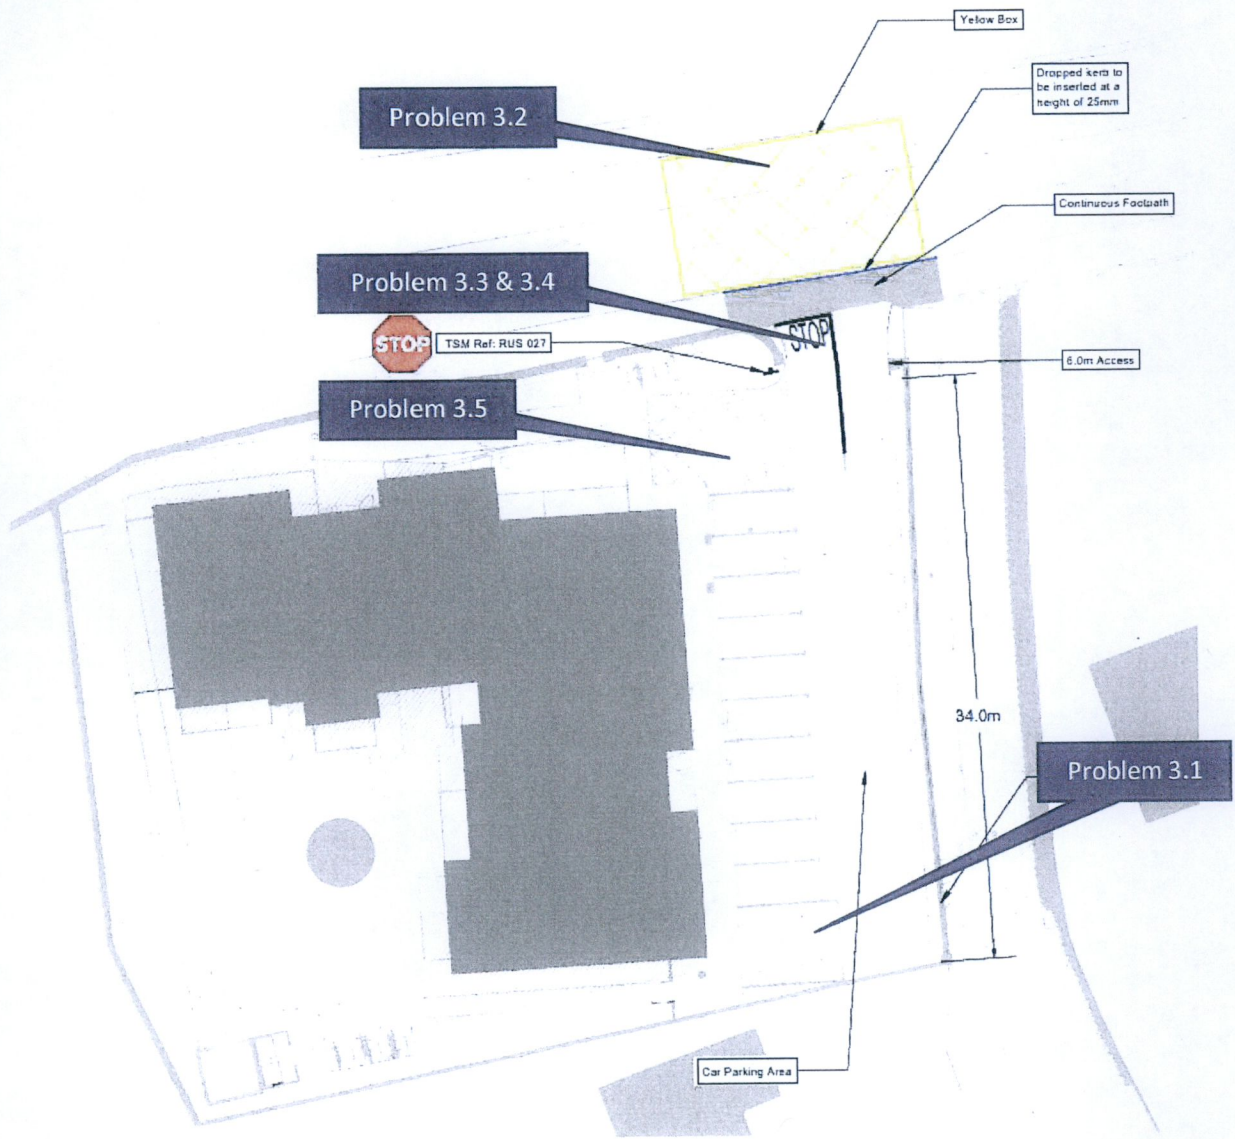 Yellow Box
Dropped kerb to
be inserted at a
height of 25mm
Problem 3.2
Continuous Footpath
Problem 3.3 & 3.4
STOP
STOP
TSM Ref: RUS 027
6.0m Access
Problem 3.5
34.0m
Problem 3.1
Car Parking Area